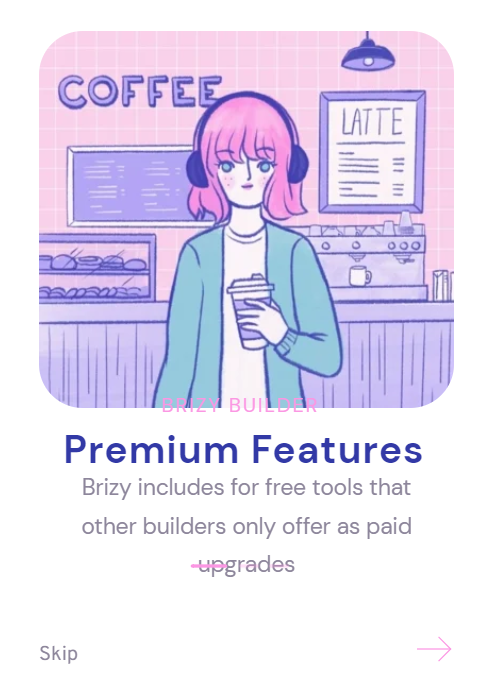 COFFEE
LATTE
BRIZY BUILDER
Premium Features
Brizy includes for free tools that
other builders only offer as paid
upgrades
Skip